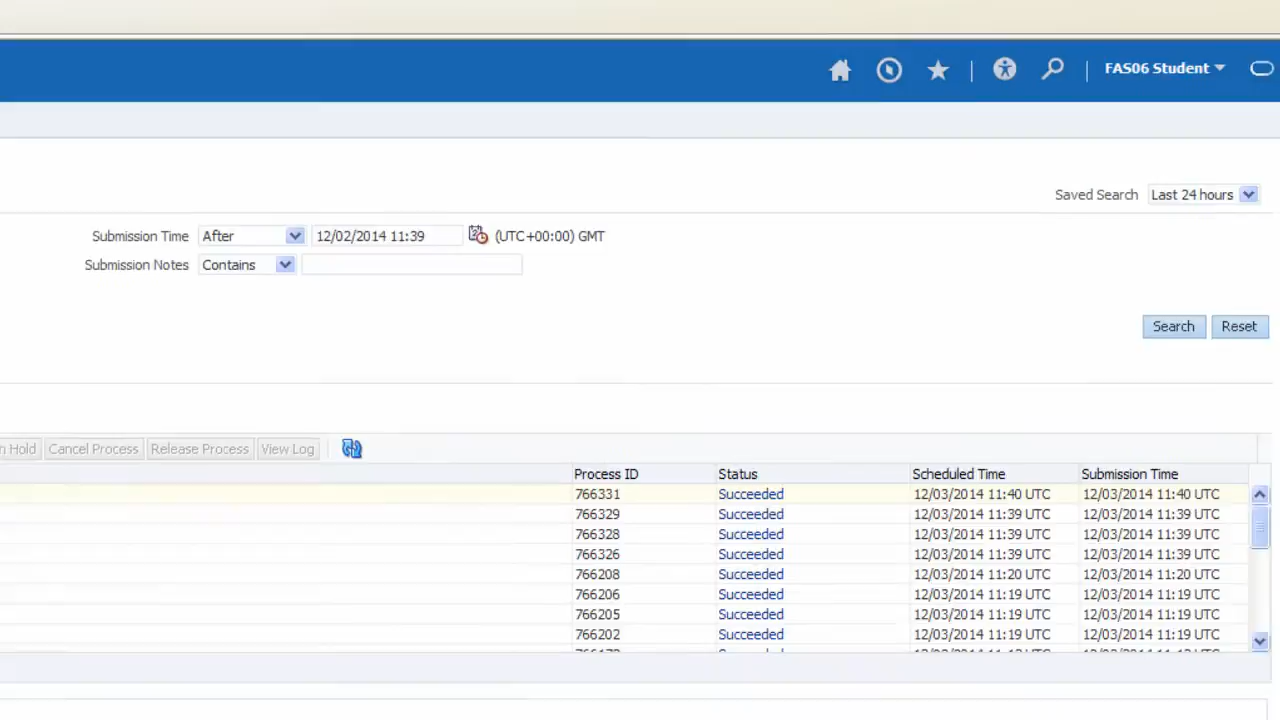 FAS06 Student
Saved Search Last 24 hours
Submission Time After 12/02/2014 11:39 (UTC+00:00) GMT
Submission Notes Contains
Search Reset
Hold Cancel Process Release Process View Log
Process ID Status Scheduled Time Submission Time
766331 Succeeded 12/03/2014 11:40 UTC 12/03/2014 11:40 UTC
766329 Succeeded 12/03/2014 11:39 UTC 12/03/2014 11:39 UTC
766328 Succeeded 12/03/2014 11:39 UTC 12/03/2014 11:39 UTC
766326 Succeeded 12/03/2014 11:39 UTC 12/03/2014 11:39 UTC
766208 Succeeded 12/03/2014 11:20 UTC 12/03/2014 11:20 UTC
766206 Succeeded 12/03/2014 11:19 UTC 12/03/2014 11:19 UTC
766205 Succeeded 12/03/2014 11:19 UTC 12/03/2014 11:19 UTC
766202 Succeeded 12/03/2014 11:19 UTC 12/03/2014 11:19 UTC